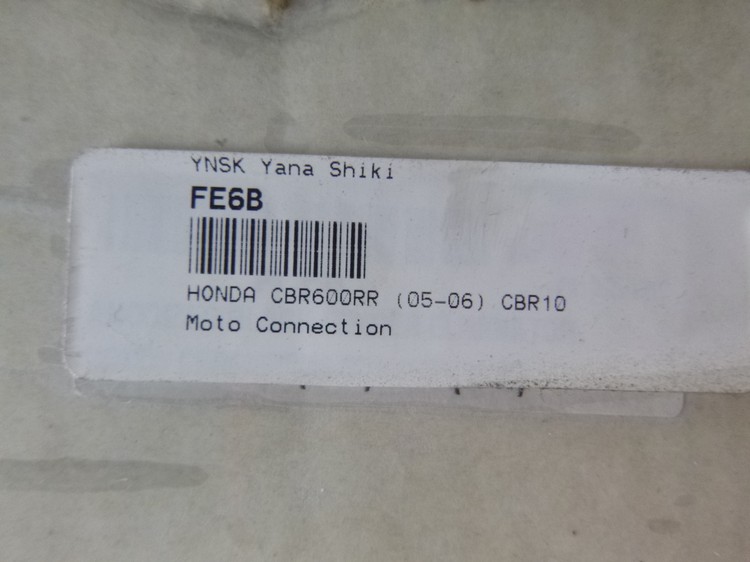 YNSK Yana Shiki
FE6B
HONDA CBR600RR (05-06) CBR10
Moto Connection